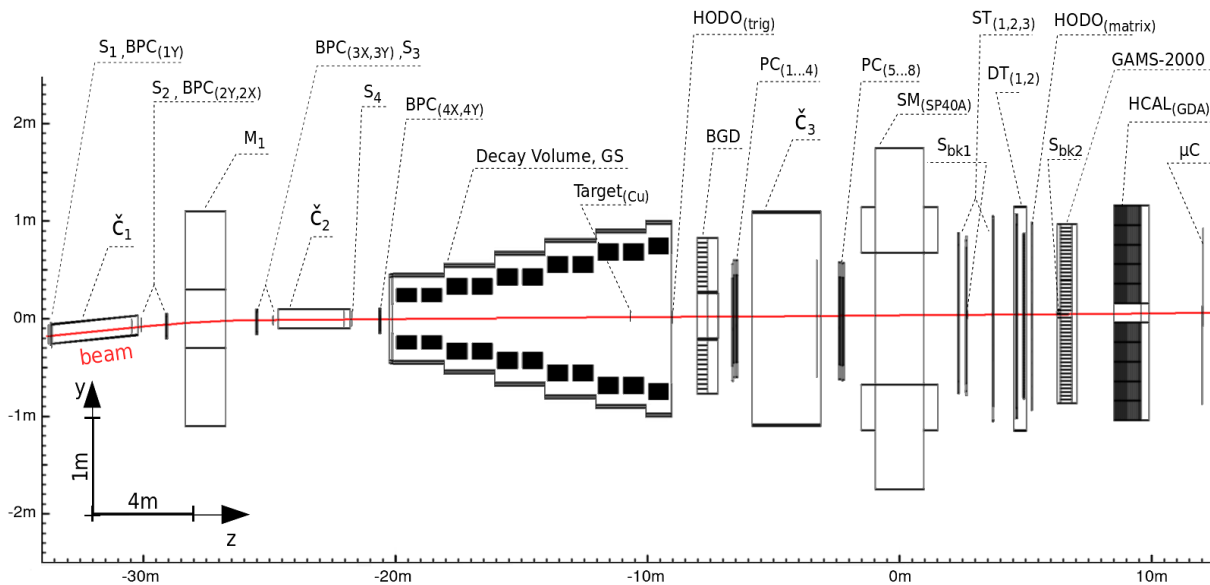 HODO(trig)
ST(1,2,3)
HODO(matrix)
S1 ,BPC(1Y)
BPC(3X,3Y) ,S3
PC(1...4)
PC(5...8)
GAMS-2000
DT(1,2)
S2 , BPC(2Y,2X)
S4
BPC(4X,4Y)
SM(SP40A)
HCAL(GDA)
2m
M1
Č3
BGD
Sbk1
Sbk2
μC
Decay Volume, GS
Target(Cu)
1m
Č1
Č2
0m
beam
y
-1m
1m
4m
-2m
z
-30m
-20m
-10m
0m
10m